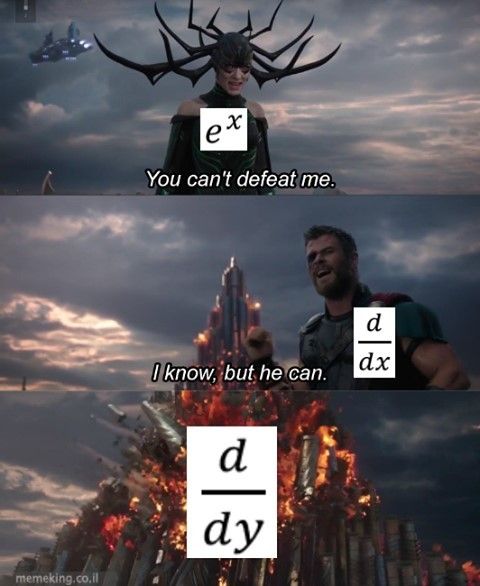 e^x
You can't defeat me.
I know, but he can.
d
dx
d
dy
memeking.co.il